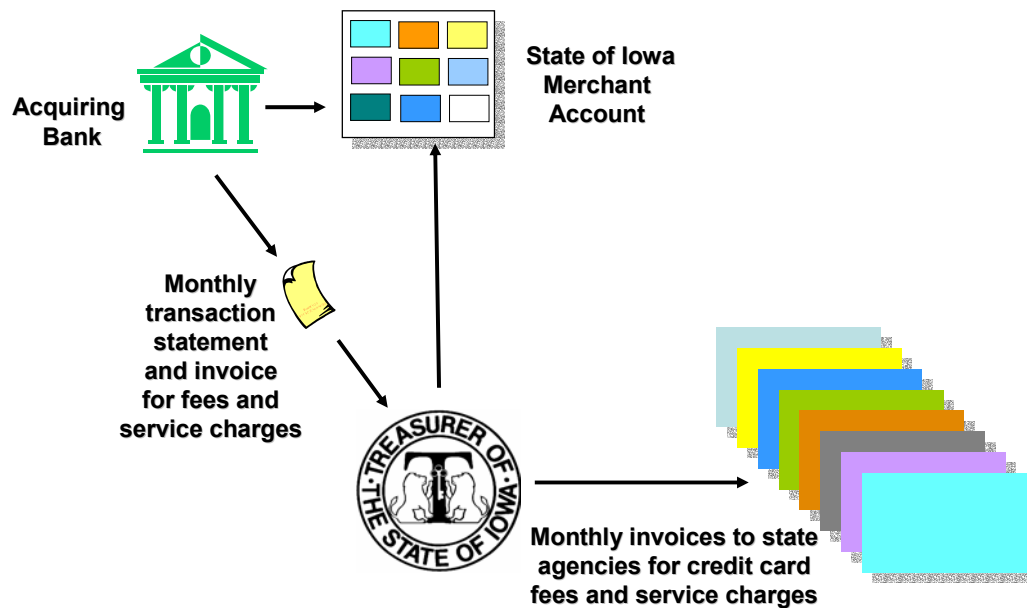 Acquiring
Bank
State of Iowa
Merchant
Account
Monthly
transaction
statement
and invoice
for fees and
service charges
·TREASURER OF·
THE STATE OF IOWA
T
Monthly invoices to state
agencies for credit card
fees and service charges